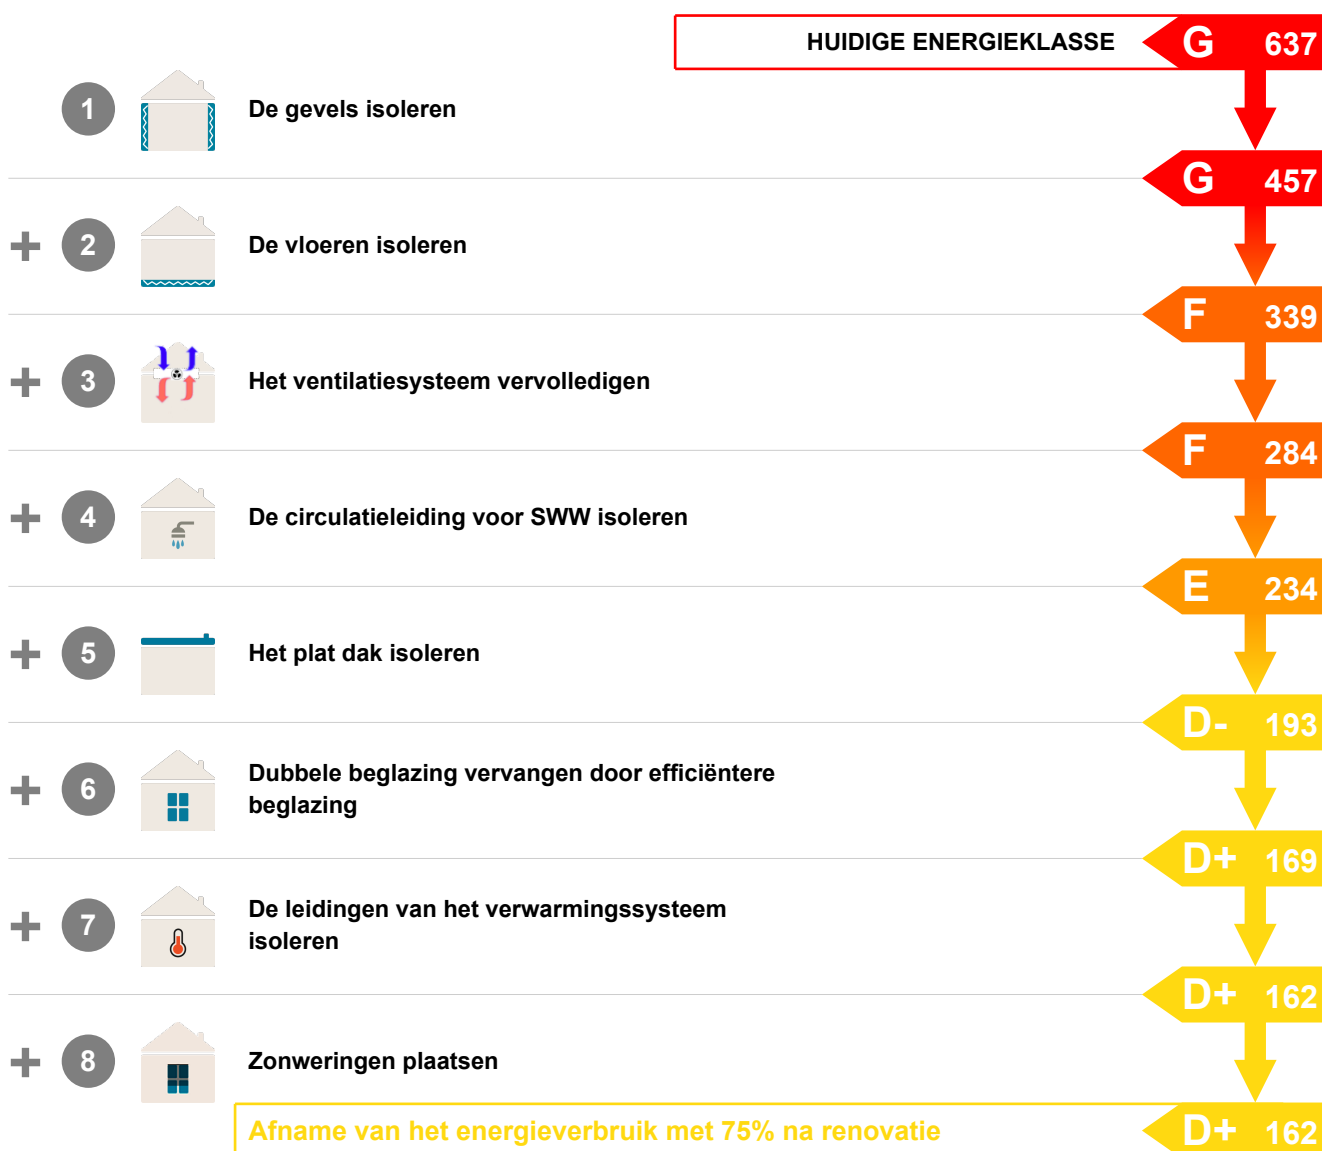 HUIDIGE ENERGIEKLASSE G 637
1 De gevels isoleren
G 457
+ 2 De vloeren isoleren
F 339
+ 3 Het ventilatiesysteem vervolledigen
F 284
+ 4 De circulatieleiding voor SWW isoleren
E 234
+ 5 Het plat dak isoleren
D- 193
+ 6 Dubbele beglazing vervangen door efficiëntere
beglazing
D+ 169
+ 7 De leidingen van het verwarmingssysteem
isoleren
D+ 162
+ 8 Zonweringen plaatsen
Afname van het energieverbruik met 75% na renovatie D+ 162